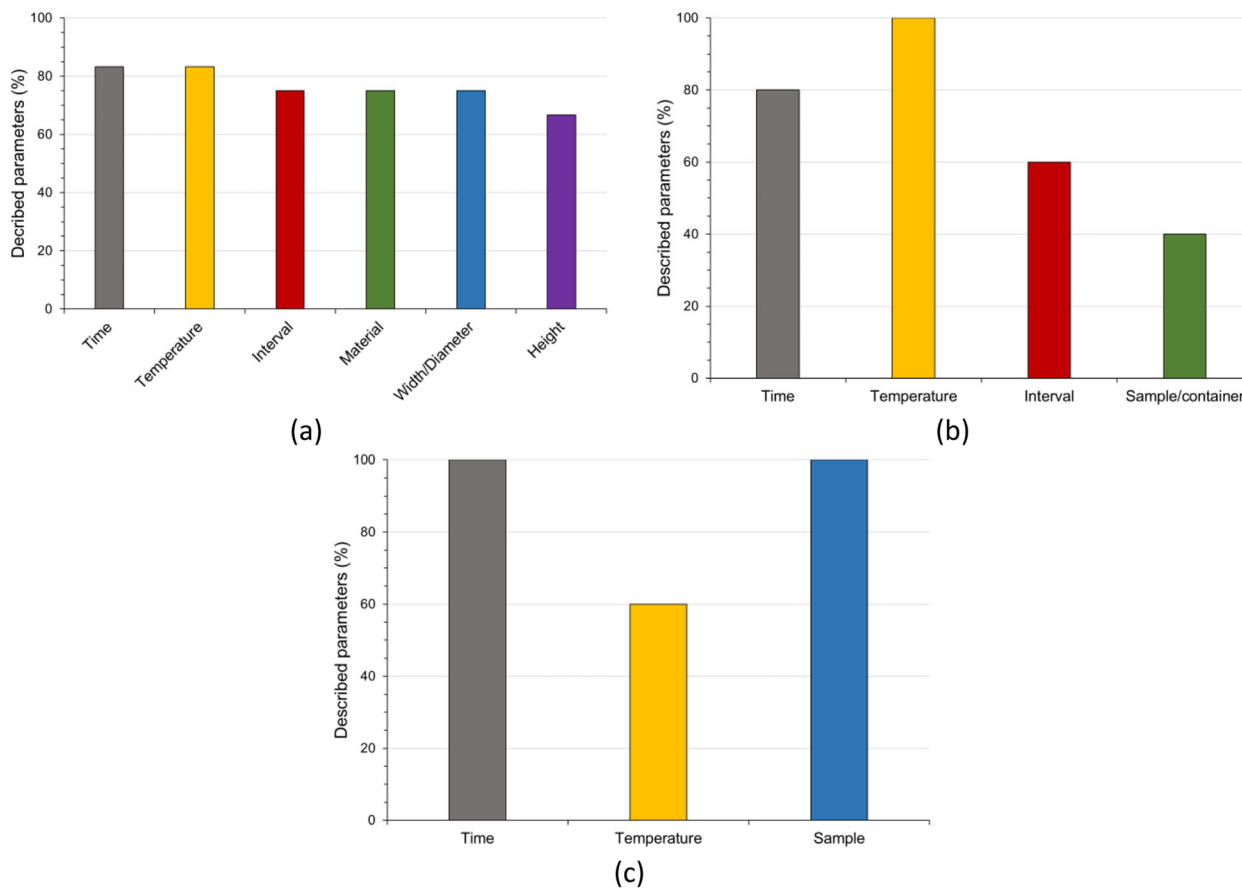 Decribed parameters (%)
100
80
60
40
20
0
Time
Temperature
Interval
Material
Width/Diameter
Height
(a)
Described parameters (%)
100
80
60
40
20
0
Time
Temperature
Interval
Sample/container
(b)
Described parameters (%)
100
80
60
40
20
0
Time
Temperature
Sample
(c)